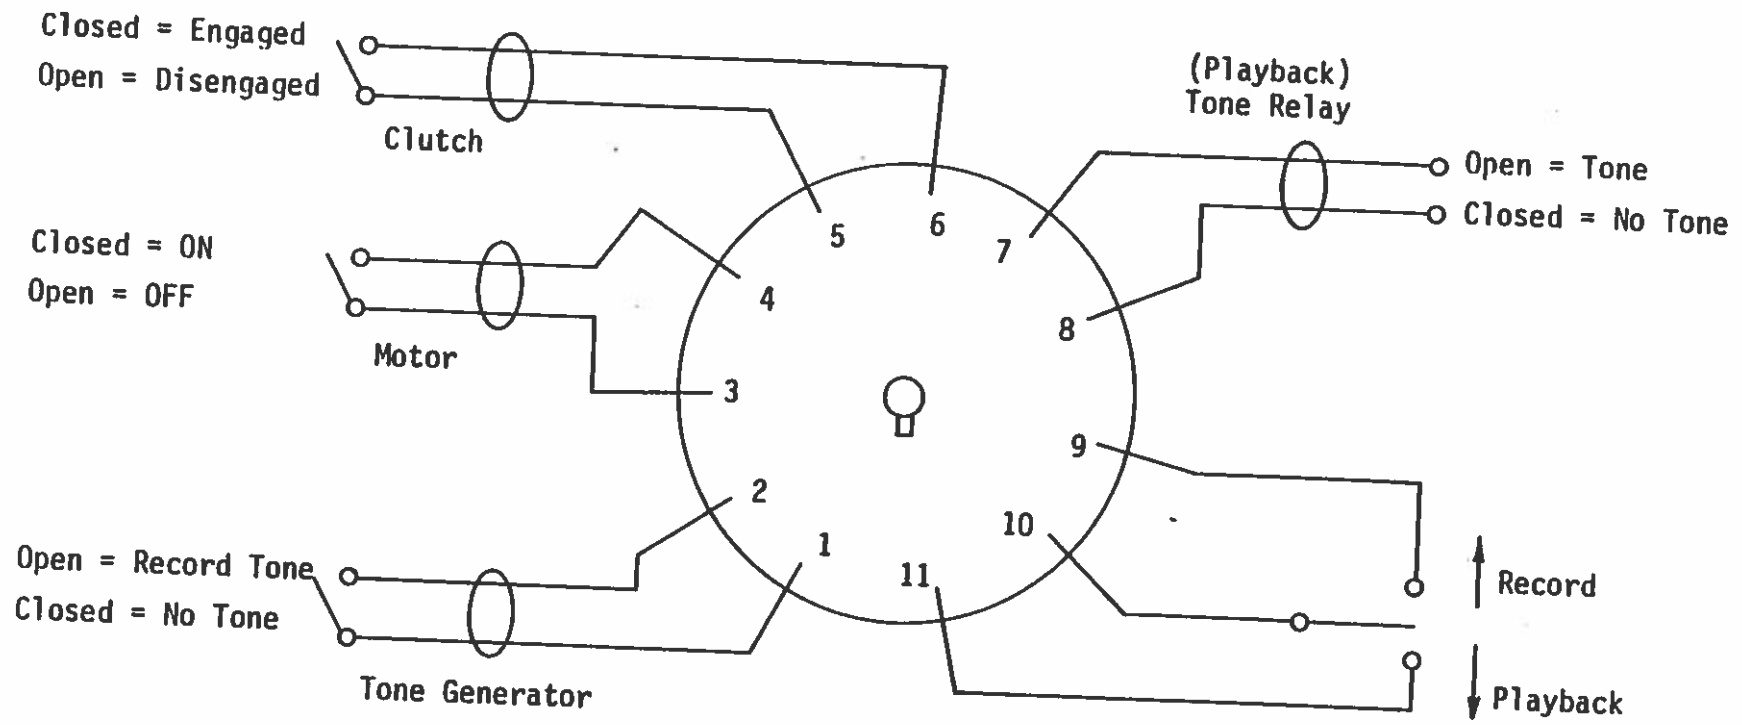 Closed = Engaged
Open = Disengaged
Clutch
(Playback)
Tone Relay
Open = Tone
Closed = No Tone
5
6
7
Closed = ON
Open = OFF
4
8
Motor
3
9
2
10
1
11
Open = Record Tone
Closed = No Tone
Record
Tone Generator
Playback